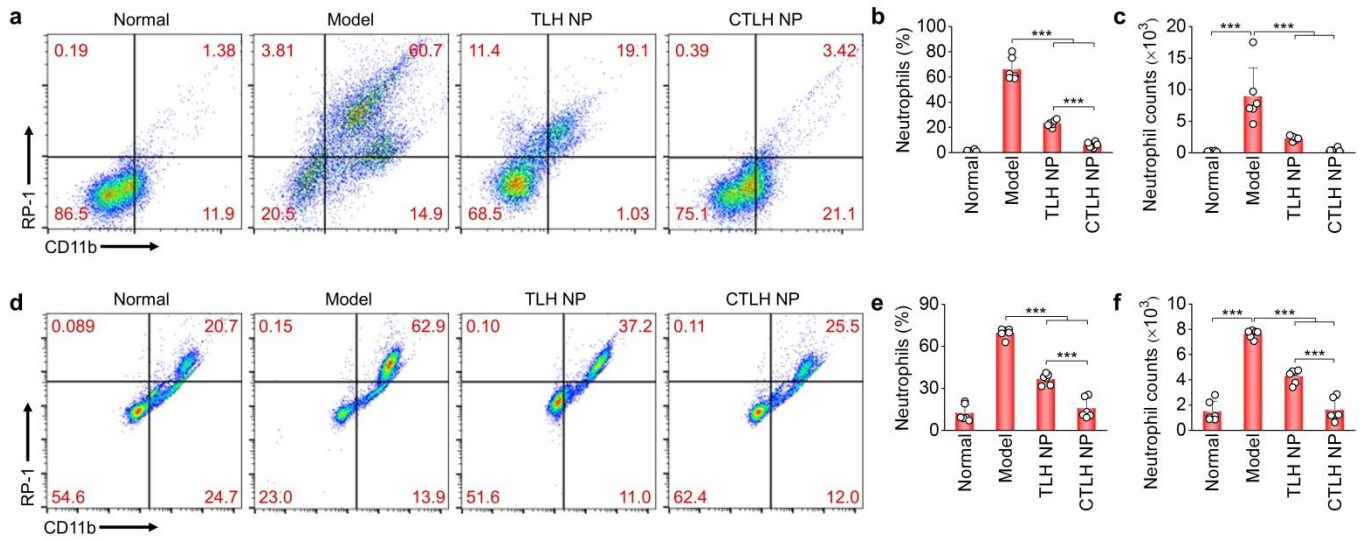 a
Normal
Model
TLH NP
CTLH NP
0.19
1.38
3.81
60.7
11.4
19.1
0.39
3.42
86.5
11.9
20.5
14.9
68.5
1.03
75.1
21.1
RP-1
CD11b
b
Neutrophils (%)
100
80
60
40
20
0
***
***
Normal
Model
TLH NP
CTLH NP
c
Neutrophil counts (×10³)
20
15
10
5
0
*** ***
Normal
Model
TLH NP
CTLH NP
d
Normal
Model
TLH NP
CTLH NP
0.089
20.7
0.15
62.9
0.10
37.2
0.11
25.5
54.6
24.7
23.0
13.9
51.6
11.0
62.4
12.0
RP-1
CD11b
e
Neutrophils (%)
90
60
30
0
***
***
Normal
Model
TLH NP
CTLH NP
f
Neutrophil counts (×10³)
10
8
6
4
2
0
*** ***
***
Normal
Model
TLH NP
CTLH NP